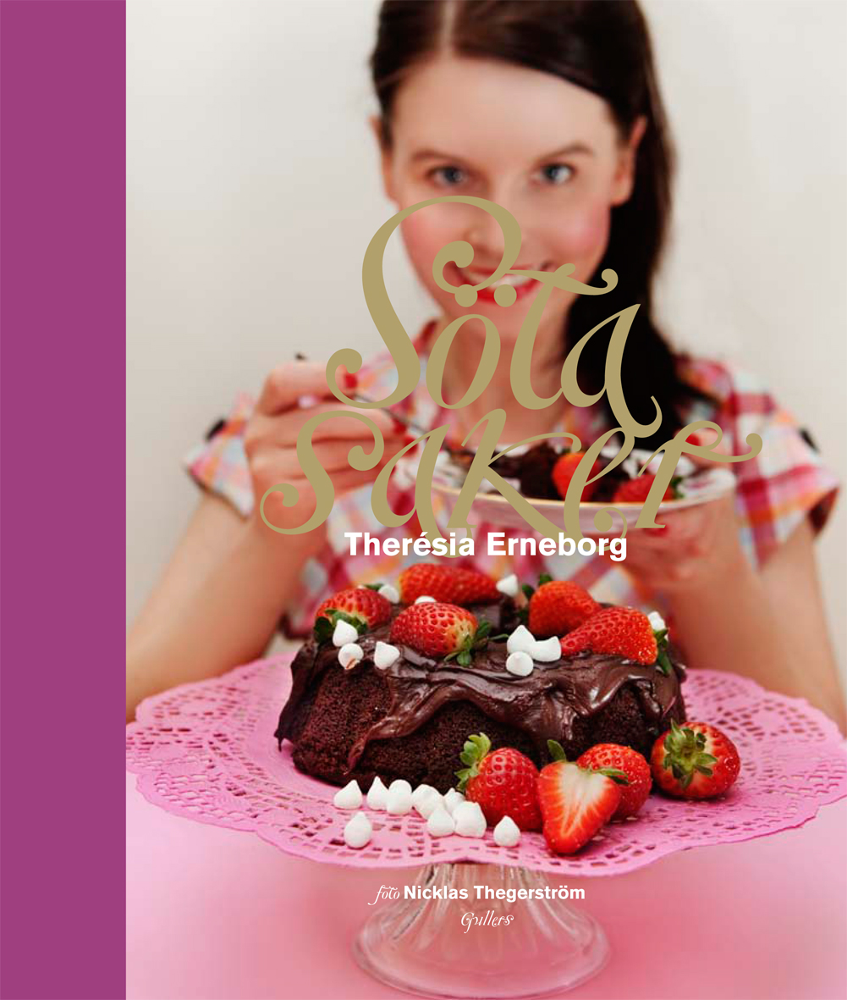 Söta
saker
Therésia Erneborg
foto Nicklas Thegerström
Gullers